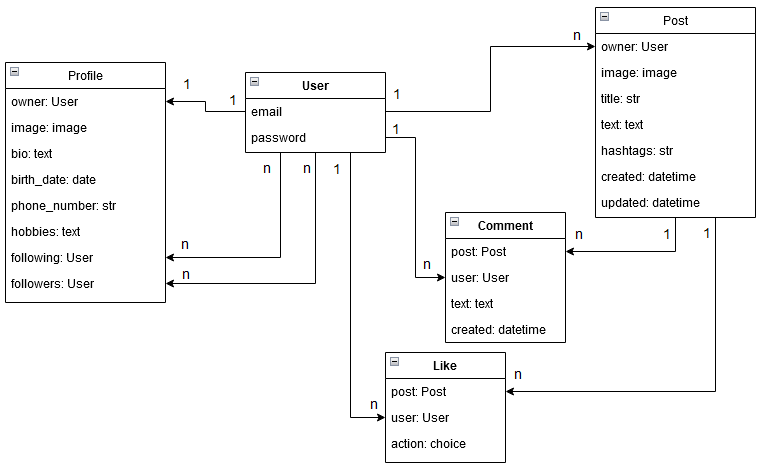 Profile
owner: User
image: image
bio: text
birth_date: date
phone_number: str
hobbies: text
following: User
followers: User
1
1
n
n
n
n
User
email
password
1
1
1
n
n
n
Post
owner: User
image: image
title: str
text: text
hashtags: str
created: datetime
updated: datetime
1
1
n
n
Comment
post: Post
user: User
text: text
created: datetime
Like
post: Post
user: User
action: choice